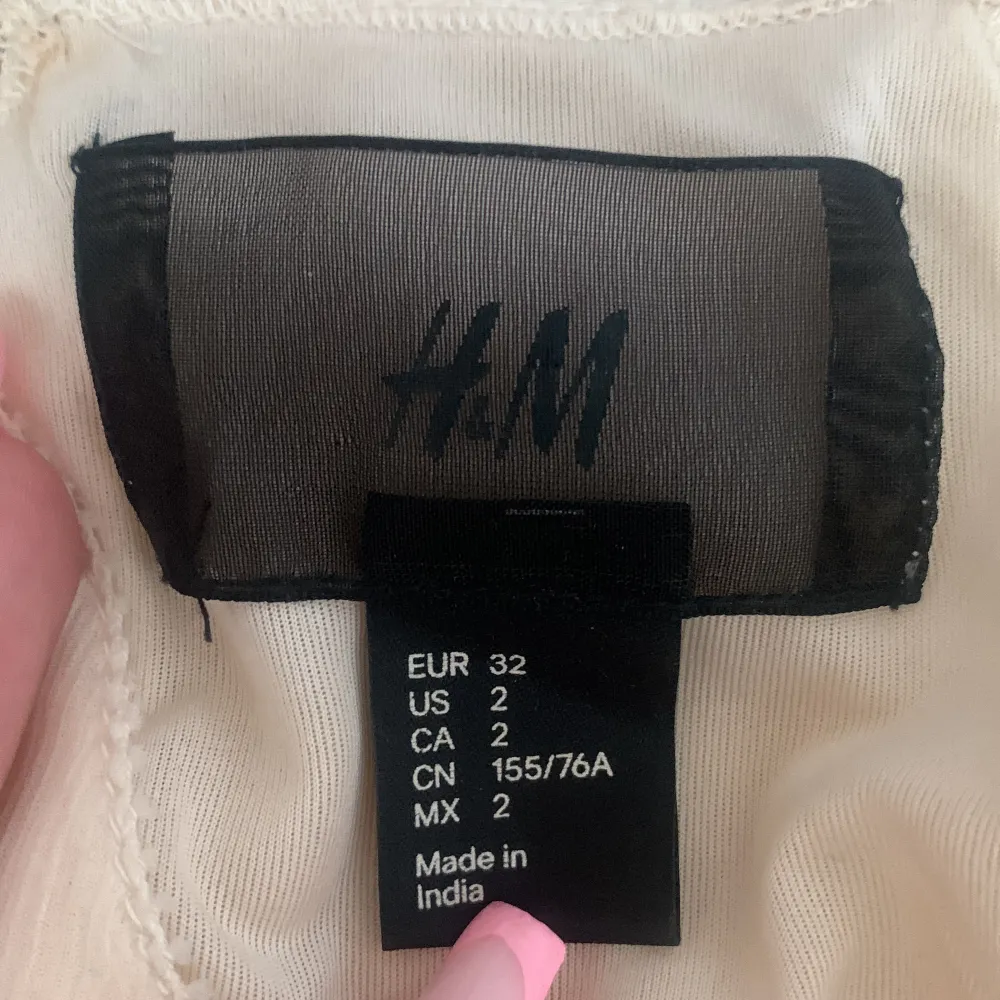 H&M
EUR 32
US 2
CA 2
CN 155/76A
MX 2
Made in
India